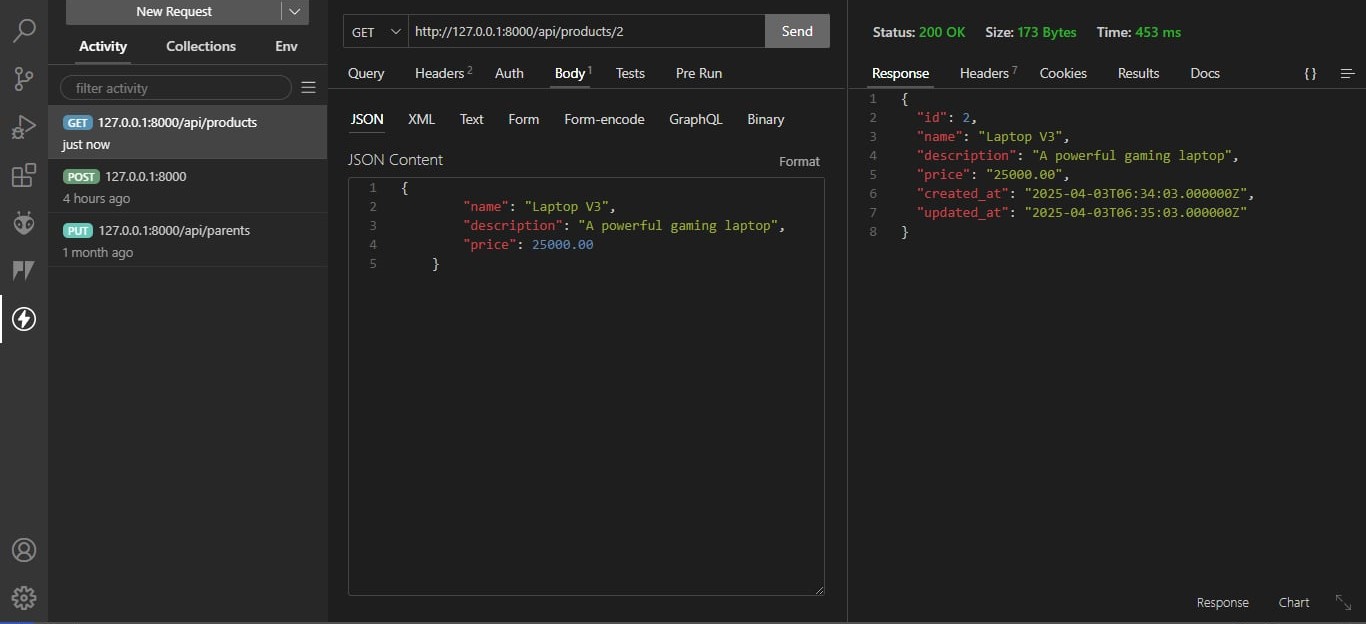 New Request
Activity Collections Env
filter activity
GET 127.0.0.1:8000/api/products
just now
POST 127.0.0.1:8000
4 hours ago
PUT 127.0.0.1:8000/api/parents
1 month ago
GET http://127.0.0.1:8000/api/products/2 Send
Query Headers 2 Auth Body 1 Tests Pre Run
JSON XML Text Form Form-encode GraphQL Binary
JSON Content Format
1 {
2 "name": "Laptop V3",
3 "description": "A powerful gaming laptop",
4 "price": 25000.00
5 }
Status: 200 OK Size: 173 Bytes Time: 453 ms
Response Headers 7 Cookies Results Docs {}
1 {
2 "id": 2,
3 "name": "Laptop V3",
4 "description": "A powerful gaming laptop",
5 "price": "25000.00",
6 "created_at": "2025-04-03T06:34:03.000000Z",
7 "updated_at": "2025-04-03T06:35:03.000000Z"
8 }
Response Chart